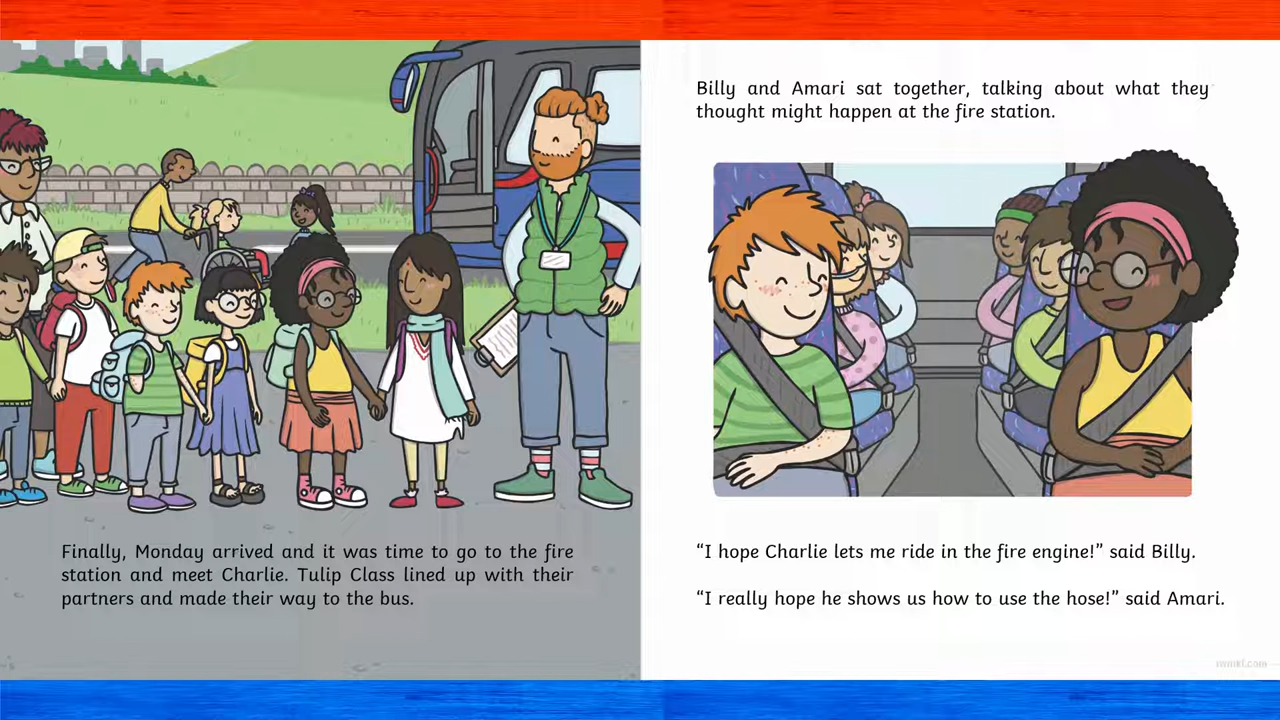 Finally, Monday arrived and it was time to go to the fire
station and meet Charlie. Tulip Class lined up with their
partners and made their way to the bus.
Billy and Amari sat together, talking about what they
thought might happen at the fire station.
“I hope Charlie lets me ride in the fire engine!” said Billy.
“I really hope he shows us how to use the hose!” said Amari.